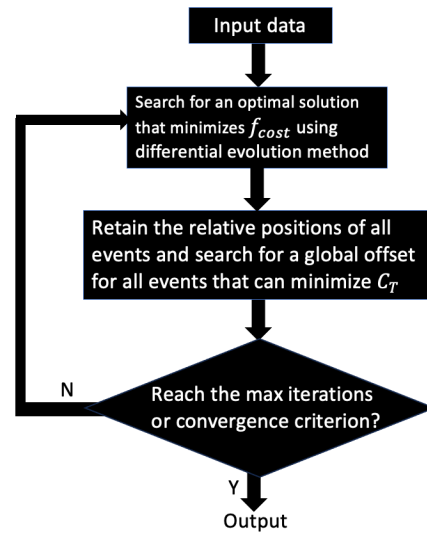 Input data
Search for an optimal solution
that minimizes f_cost using
differential evolution method
Retain the relative positions of all
events and search for a global offset
for all events that can minimize C_T
Reach the max iterations
or convergence criterion?
N
Y
Output